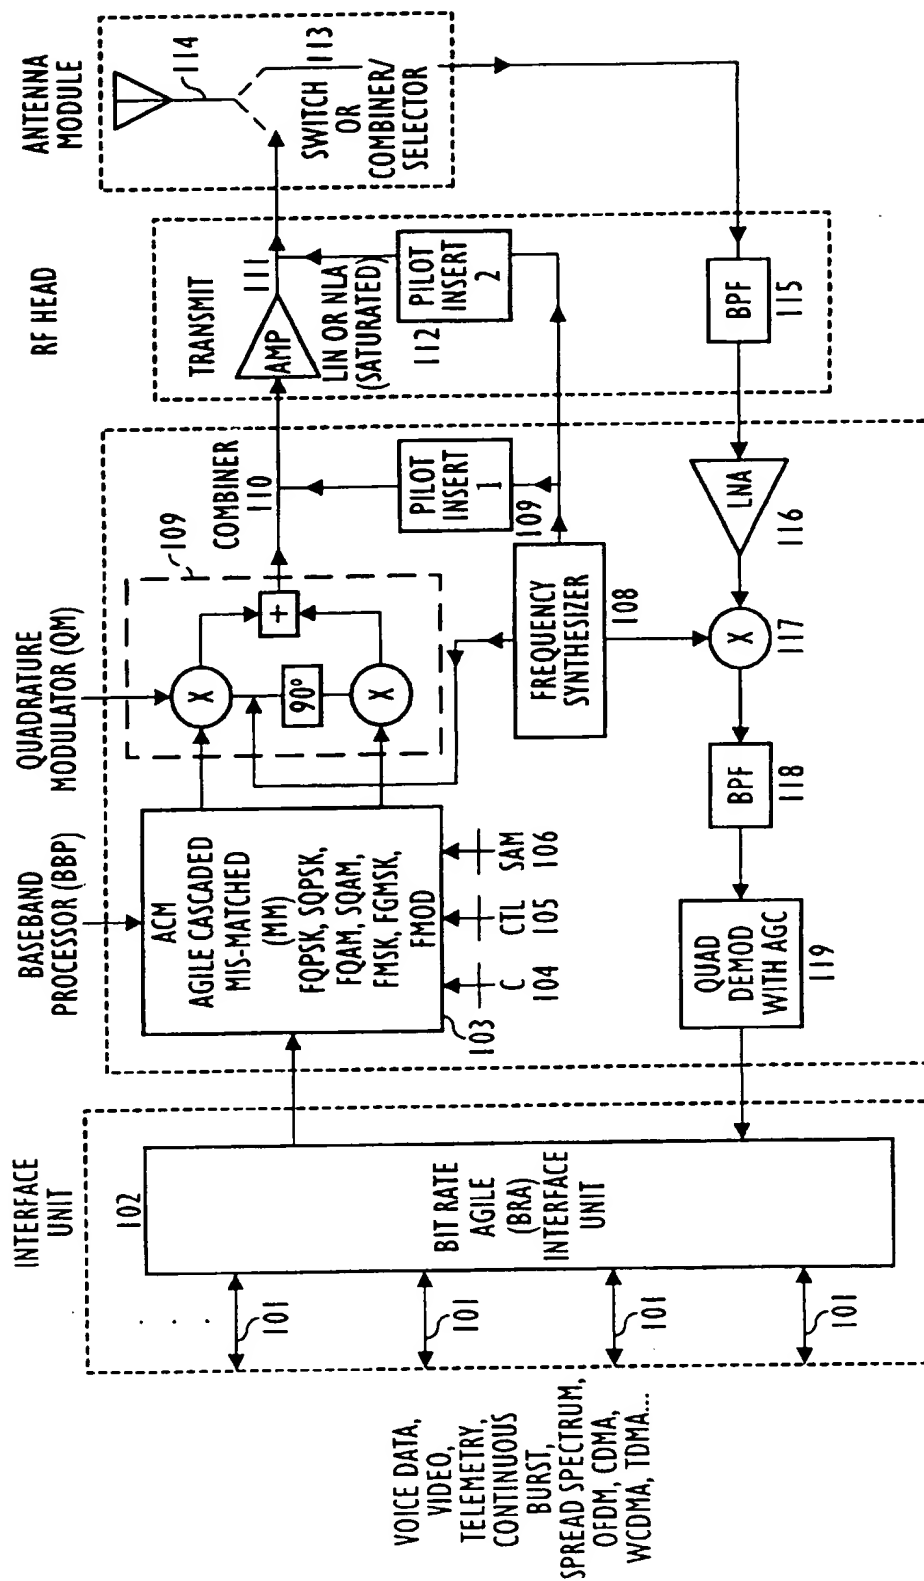 INTERFACE
UNIT
BASEBAND
PROCESSOR (BBP)
QUADRATURE
MODULATOR (QM)
RF HEAD
ANTENNA
MODULE
102
BIT RATE
AGILE
(BRA)
INTERFACE
UNIT
101
101
101
101
VOICE DATA,
VIDEO,
TELEMETRY,
CONTINUOUS
BURST,
SPREAD SPECTRUM,
OFDM, CDMA,
WCDMA, TDMA...
ACM
AGILE CASCADED
MIS-MATCHED
(MM)
FQPSK, SQPSK,
FQAM, SQAM,
FMSK, FGMSK,
FMOD
103
C
104
CTL
105
SAM
106
109
X
90°
X
+
COMBINER
110
PILOT
INSERT
1
109
FREQUENCY
SYNTHESIZER
108
TRANSMIT
AMP
111
LIN OR NLA
(SATURATED)
PILOT
INSERT
2
112
114
113
SWITCH
OR
COMBINER/
SELECTOR
BPF
115
LNA
116
X
117
BPF
118
QUAD
DEMOD
WITH AGC
119